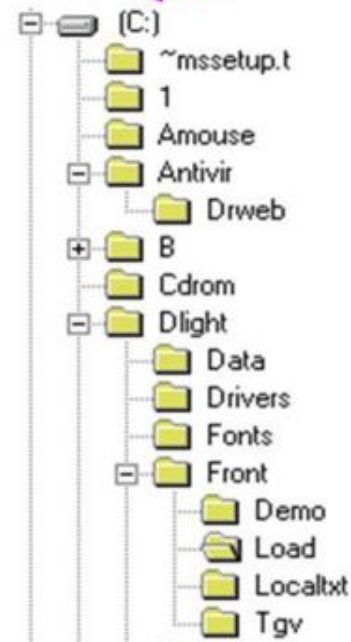 (C:)
~mssetup.t
1
Amouse
Antivir
Drweb
B
Cdrom
Dlight
Data
Drivers
Fonts
Front
Demo
Load
Localtxt
Tgv